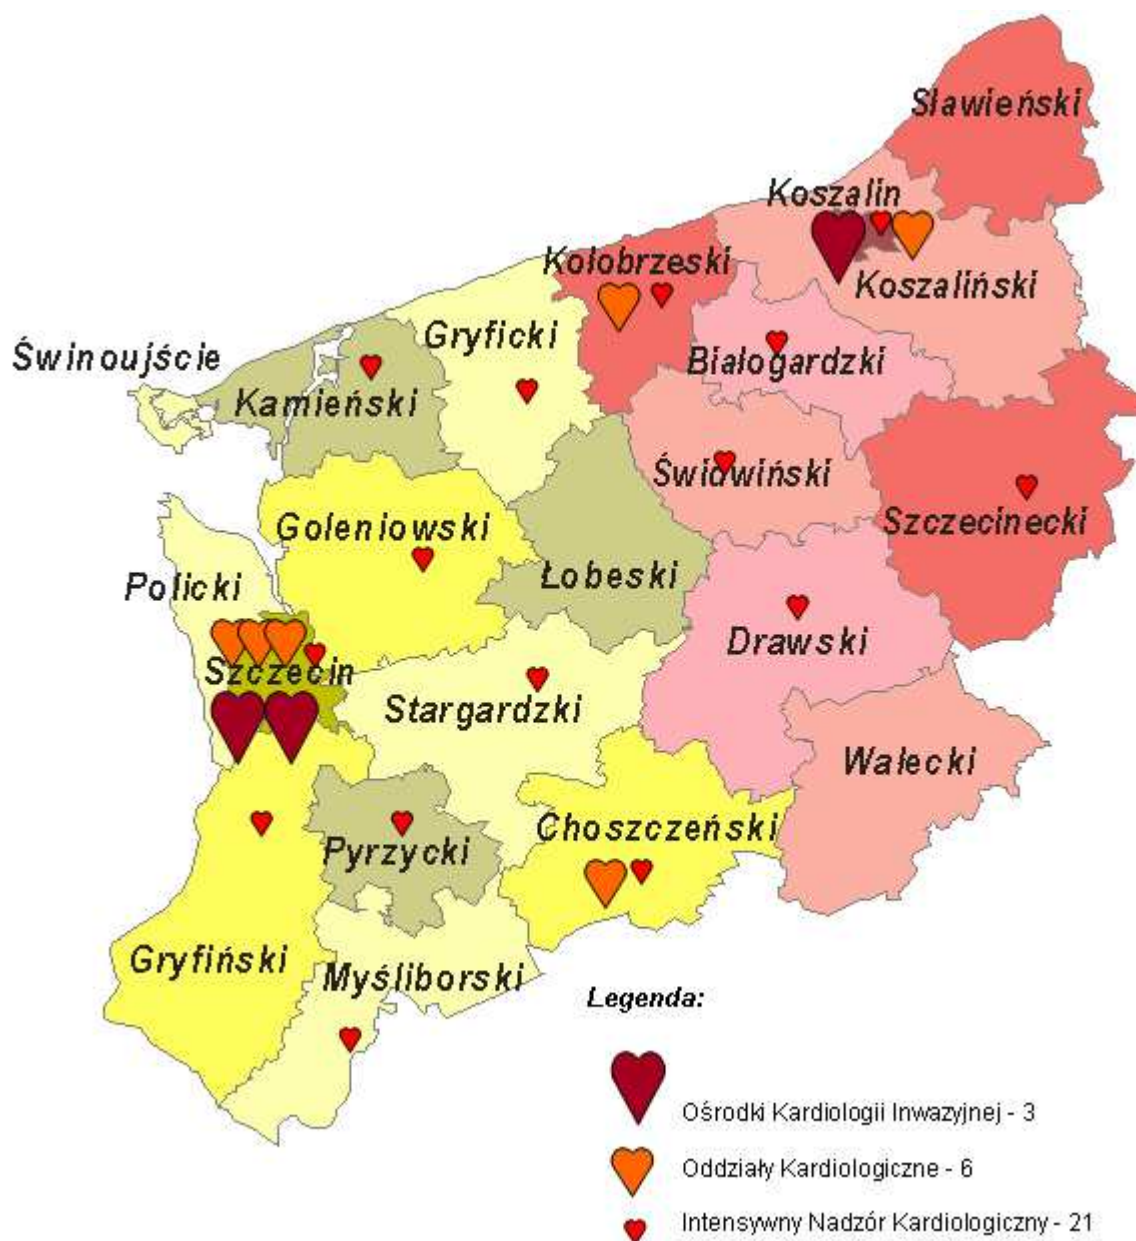 Sławieński
Koszalin
Kołobrzeski
Koszaliński
Gryficki
Świnoujście
Białogardzki
Kamieński
Świdwiński
Goleniowski
Szczecinecki
Policki
Łobeski
Drawski
Szczecin
Stargardzki
Wałecki
Choszczeński
Pyrzycki
Gryfiński
Myśliborski
Legenda:
Ośrodki Kardiologii Inwazyjnej - 3
Oddziały Kardiologiczne - 6
Intensywny Nadzór Kardiologiczny - 21